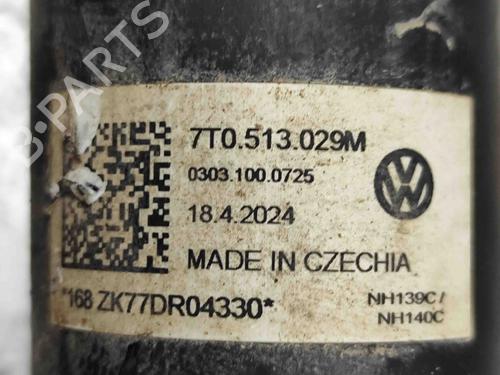 B-PARTS
7T0.513.029M
0303.100.0725
18.4.2024
MADE IN CZECHIA
*168 ZK77DR04330*
NH139C /
NH140C